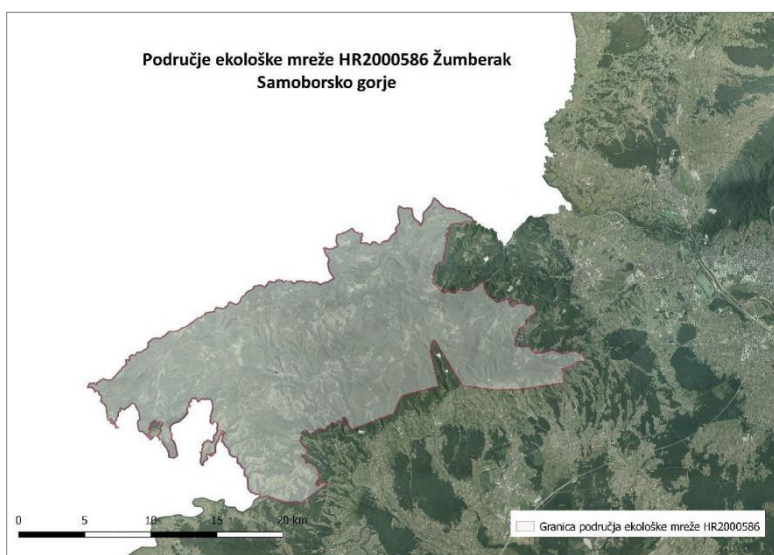 Područje ekološke mreže HR2000586 Žumberak
Samoborsko gorje
0 5 10 15 20 km
Granica područja ekološke mreže HR2000586